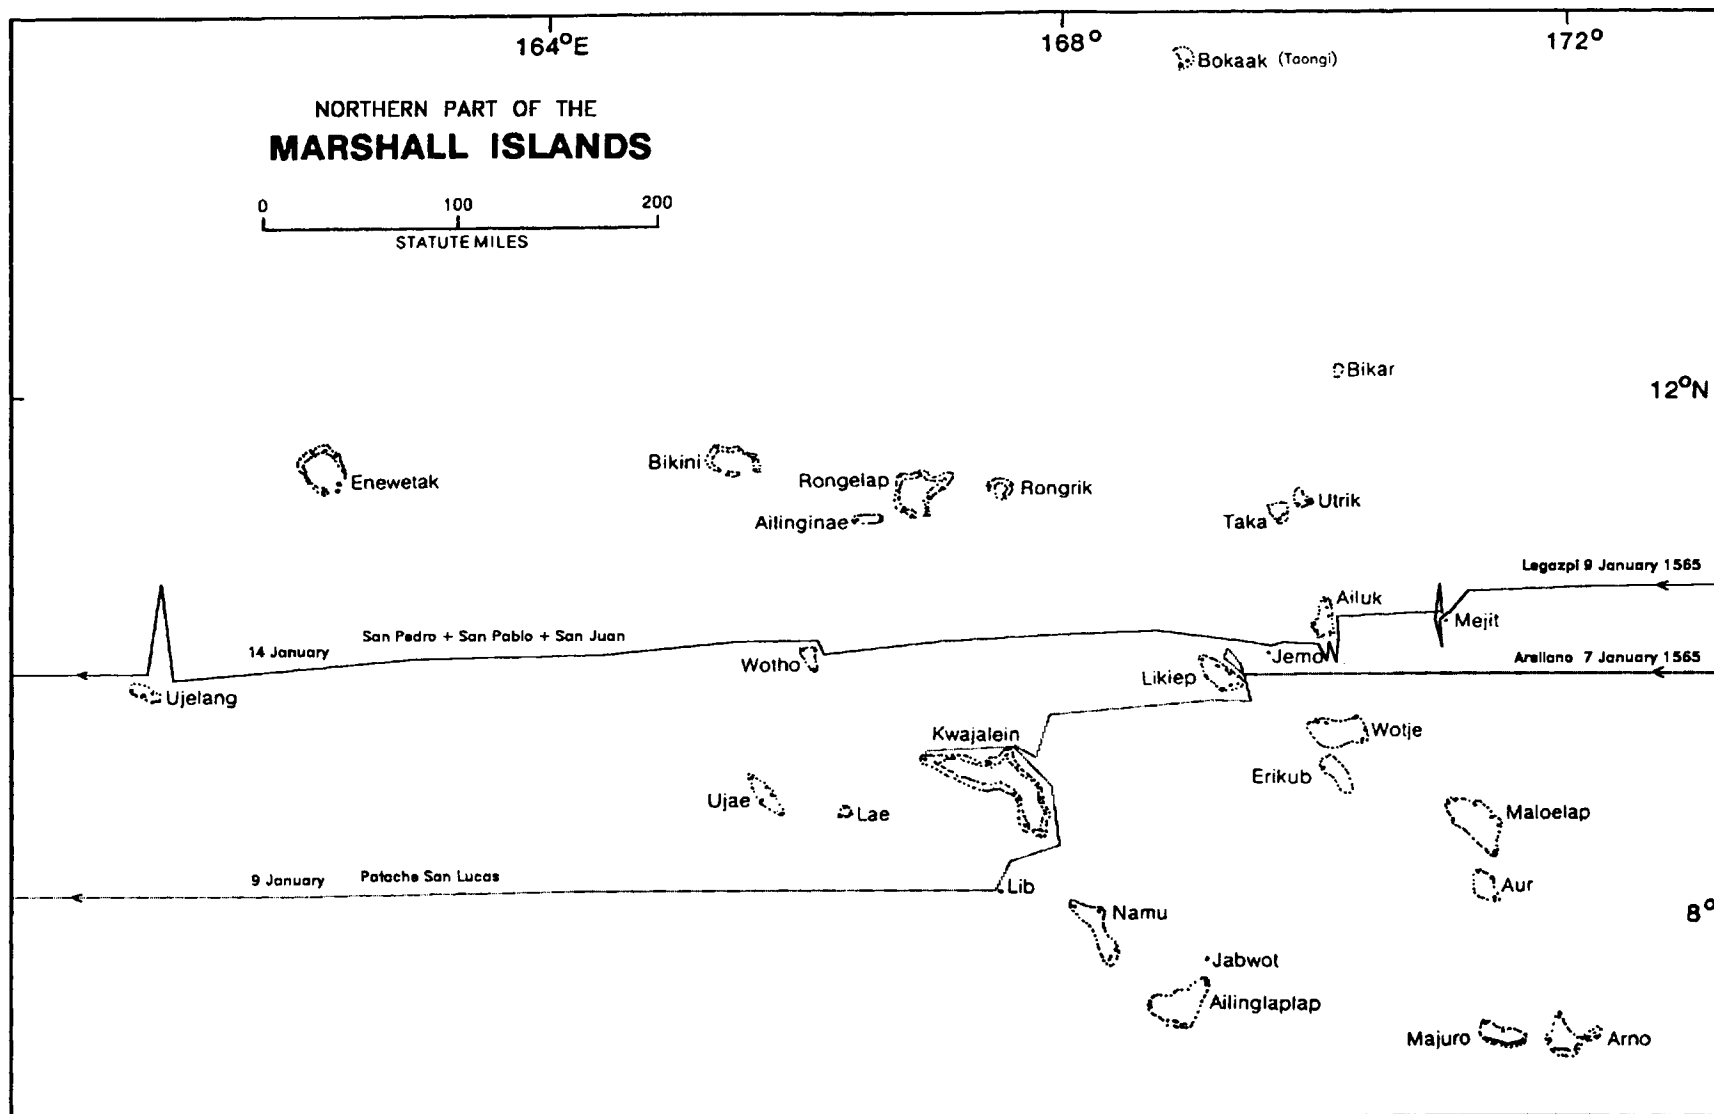 164°E
168°
172°
Bokaak (Taongi)
NORTHERN PART OF THE
MARSHALL ISLANDS
0 100 200
STATUTE MILES
Bikar
12°N
Enewetak
Bikini
Rongelap
Rongrik
Ailinginae
Taka
Utrik
Legazpi 9 January 1565
Ailuk
Mejit
14 January San Pedro + San Pablo + San Juan
Wotho
Jemo
Arellano 7 January 1565
Likiep
Ujelang
Kwajalein
Wotje
Erikub
Ujae
Lae
Maloelap
9 January Patache San Lucas
Lib
Aur
Namu
8°
Jabwot
Ailinglaplap
Majuro
Arno